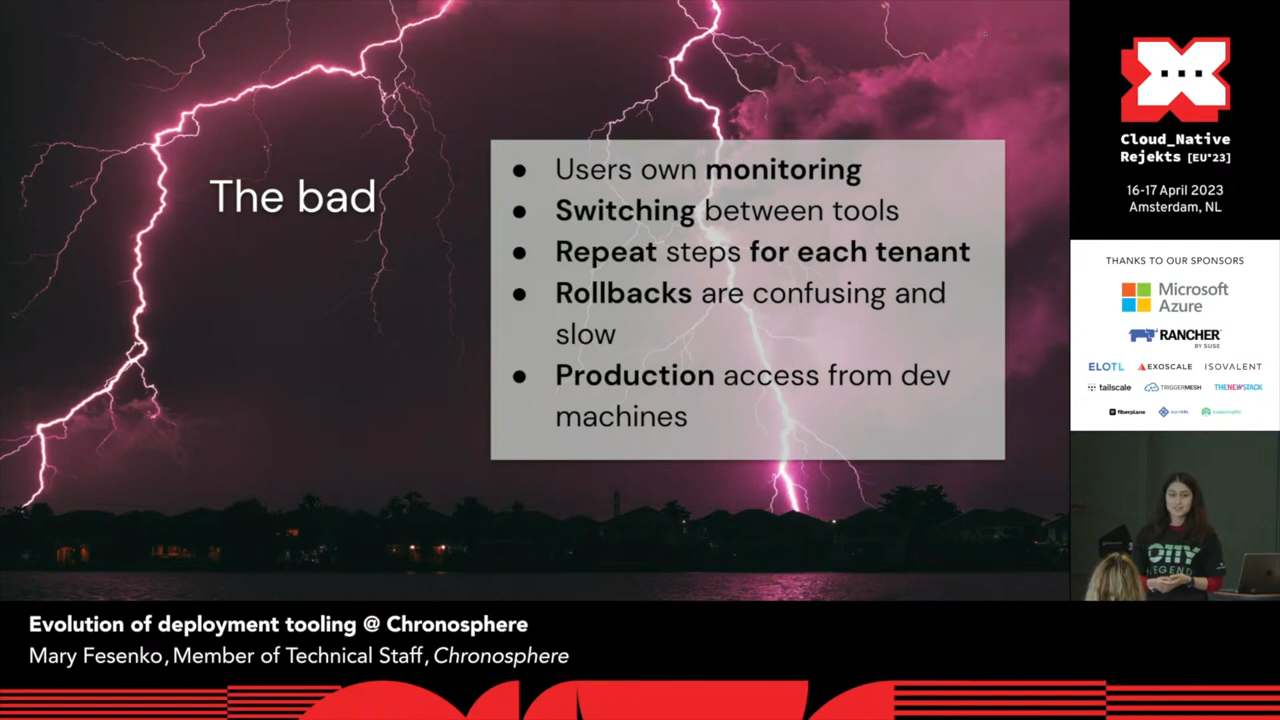 The bad
● Users own monitoring
● Switching between tools
● Repeat steps for each tenant
● Rollbacks are confusing and
slow
● Production access from dev
machines
Cloud_Native
Rejekts [EU"23]
16-17 April 2023
Amsterdam, NL
THANKS TO OUR SPONSORS
Microsoft
Azure
RANCHER
BY SUSE
ELOTL EXOSCALE ISOVALENT
tailscale TRIGGERMESH THENEWSTACK
fiberplane
Evolution of deployment tooling @ Chronosphere
Mary Fesenko, Member of Technical Staff, Chronosphere